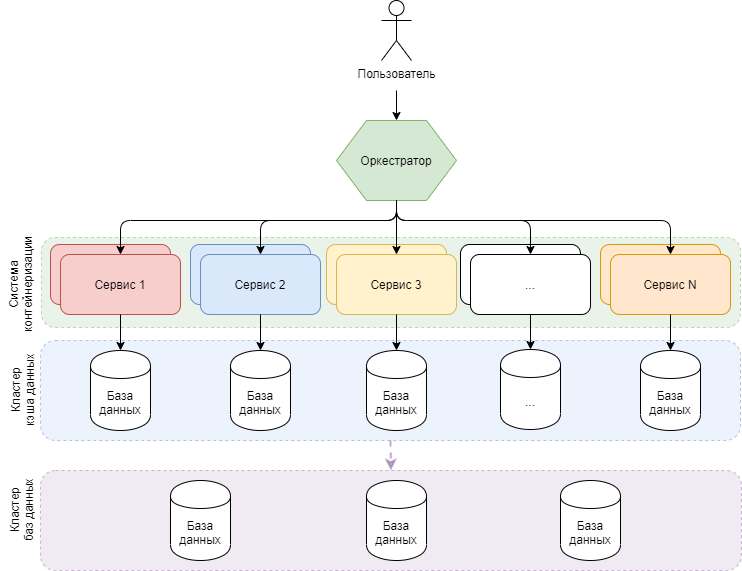 Пользователь
Оркестратор
Система
контейнеризации
Сервис 1
Сервис 2
Сервис 3
...
Сервис N
Кластер
кэша данных
База
данных
База
данных
База
данных
...
База
данных
Кластер
баз данных
База
данных
База
данных
База
данных